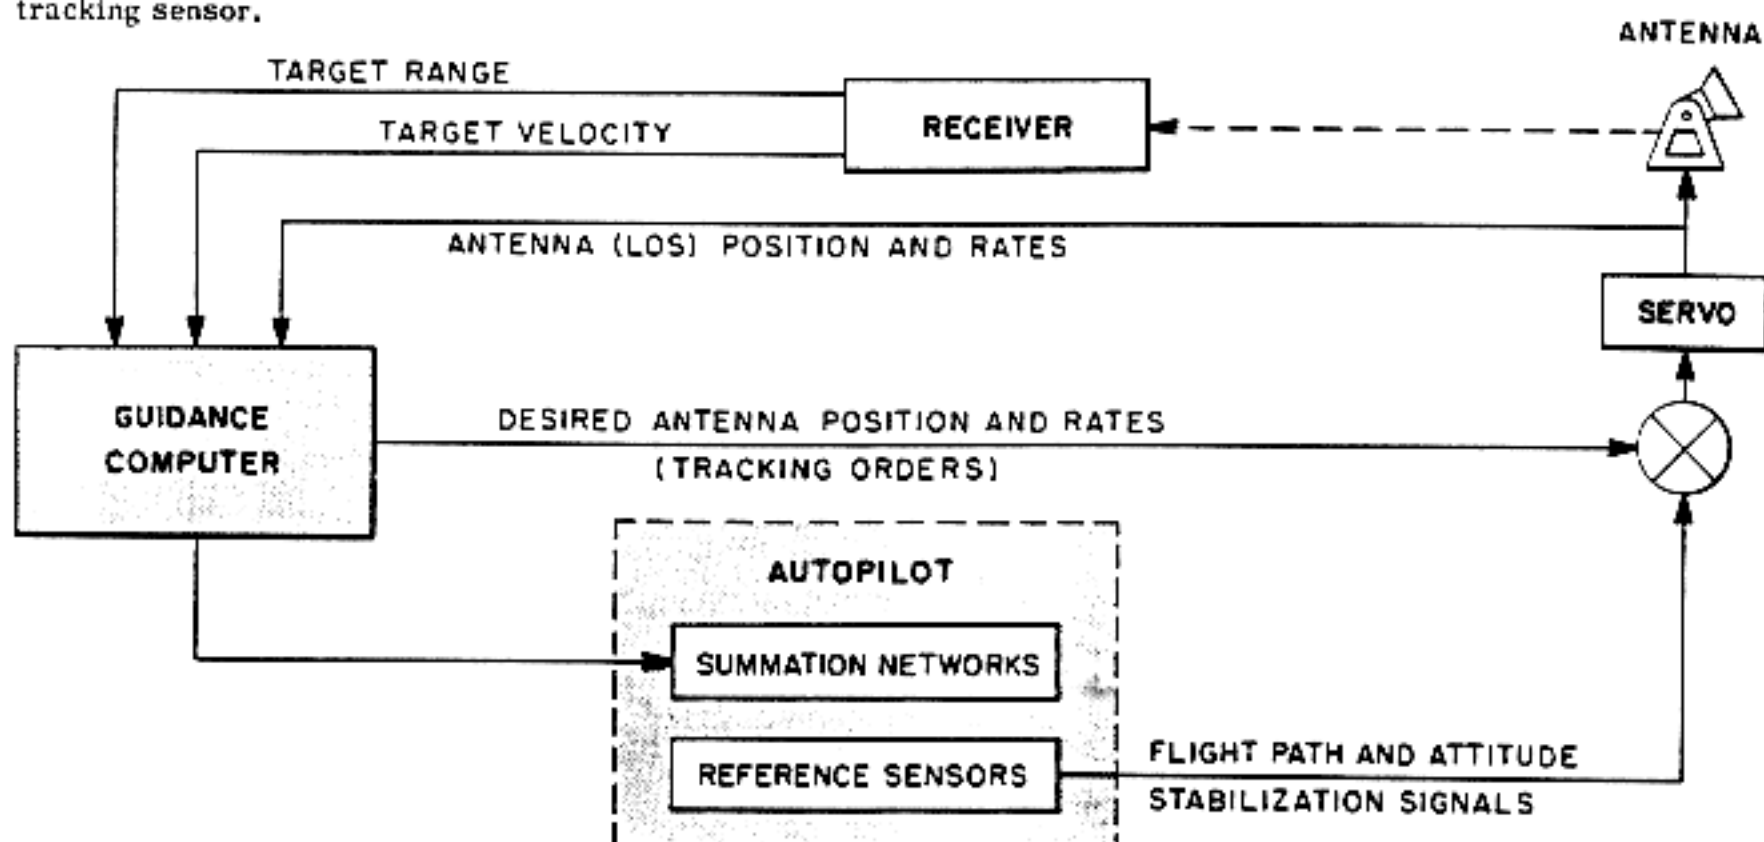 tracking sensor.
ANTENNA
TARGET RANGE
RECEIVER
TARGET VELOCITY
ANTENNA (LOS) POSITION AND RATES
SERVO
GUIDANCE
COMPUTER
DESIRED ANTENNA POSITION AND RATES
(TRACKING ORDERS)
AUTOPILOT
SUMMATION NETWORKS
REFERENCE SENSORS
FLIGHT PATH AND ATTITUDE
STABILIZATION SIGNALS